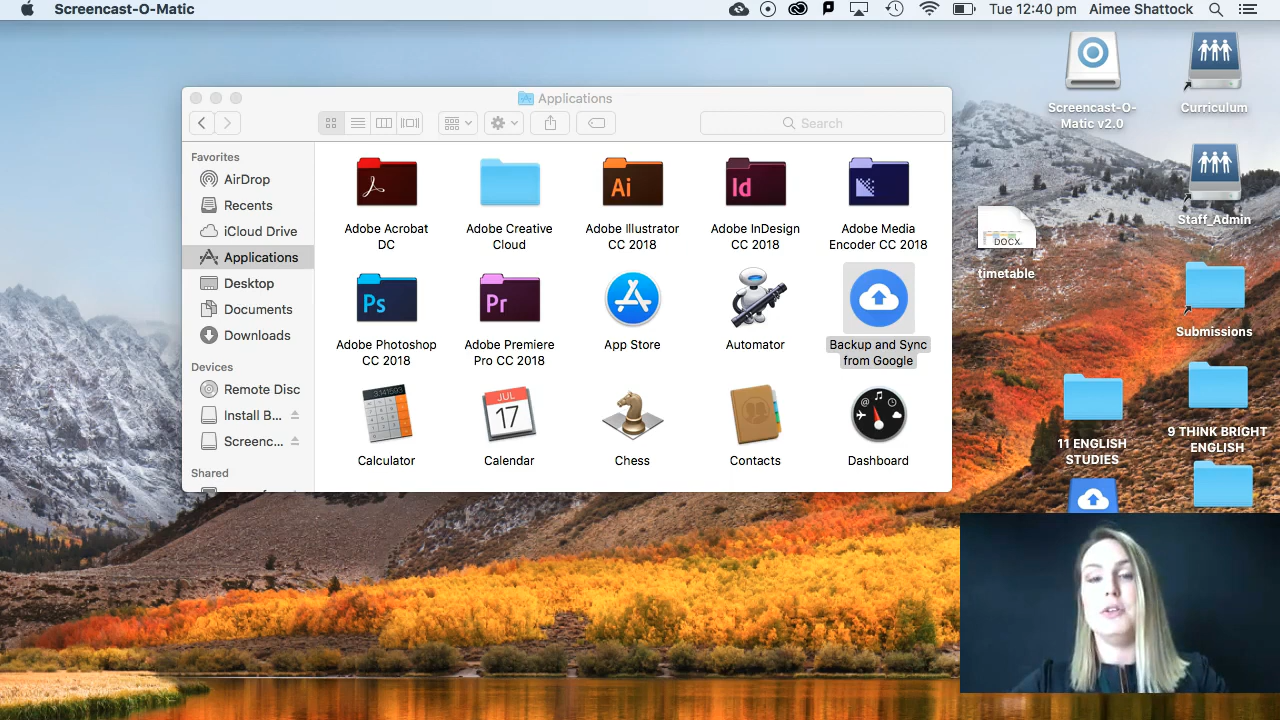 Screencast-O-Matic
Tue 12:40 pm Aimee Shattock
Applications
Search
Favorites
AirDrop
Recents
iCloud Drive
Applications
Desktop
Documents
Downloads
Devices
Remote Disc
Install B...
Screenc...
Shared
Adobe Acrobat
DC
Adobe Creative
Cloud
Ai
Adobe Illustrator
CC 2018
Id
Adobe InDesign
CC 2018
Adobe Media
Encoder CC 2018
Ps
Adobe Photoshop
CC 2018
Pr
Adobe Premiere
Pro CC 2018
App Store
Automator
Backup and Sync
from Google
3.141593
Calculator
JUL
17
Calendar
Chess
Contacts
Dashboard
Screencast-O-
Matic v2.0
Curriculum
Staff_Admin
DOCX
timetable
Submissions
11 ENGLISH
STUDIES
9 THINK BRIGHT
ENGLISH